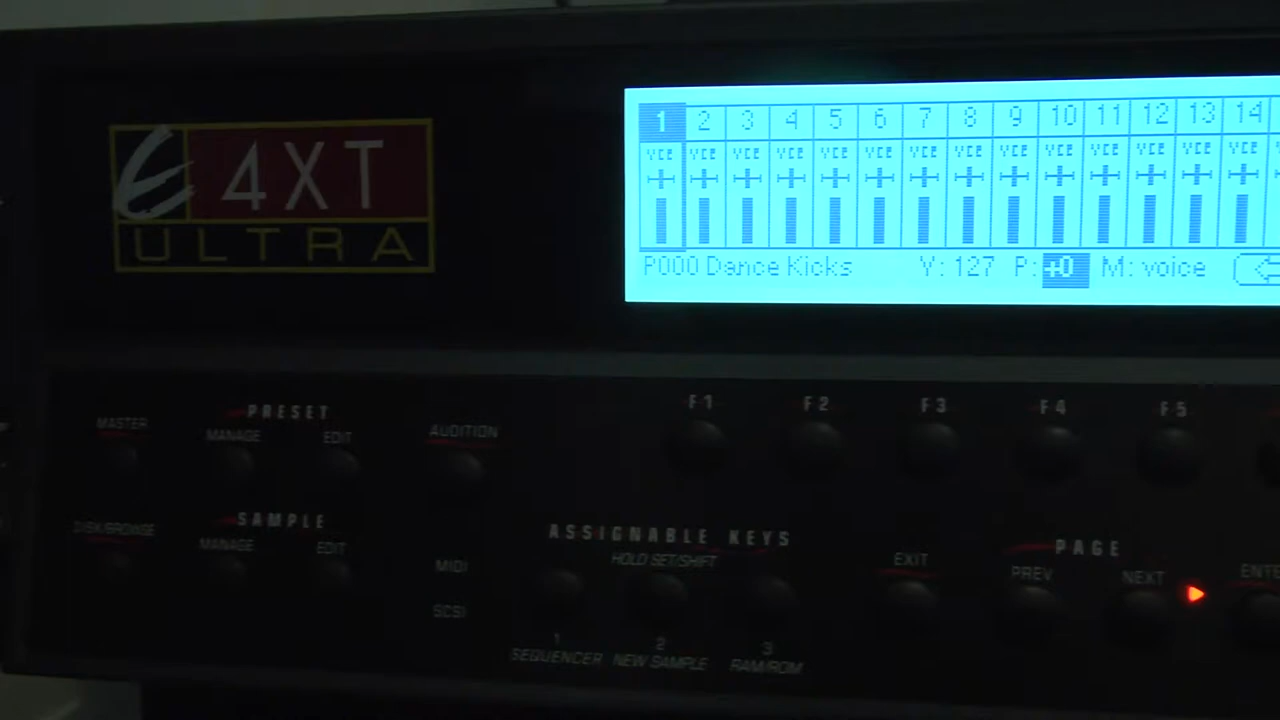 E 4XT
ULTRA
1 2 3 4 5 6 7 8 9 10 11 12 13 14
VCE VCE VCE VCE VCE VCE VCE VCE VCE VCE VCE VCE VCE VCE
P000 Dance Kicks V: 127 P: +0 M: voice
F1 F2 F3 F4 F5
PRESET
MASTER MANAGE EDIT AUDITION
SAMPLE
DISK/BROWSE MANAGE EDIT
ASSIGNABLE KEYS
HOLD SET/SHIFT
PAGE
MIDI
EXIT PREV NEXT ENTE
SCSI
1 2 3
SEQUENCER NEW SAMPLE RAM/ROM